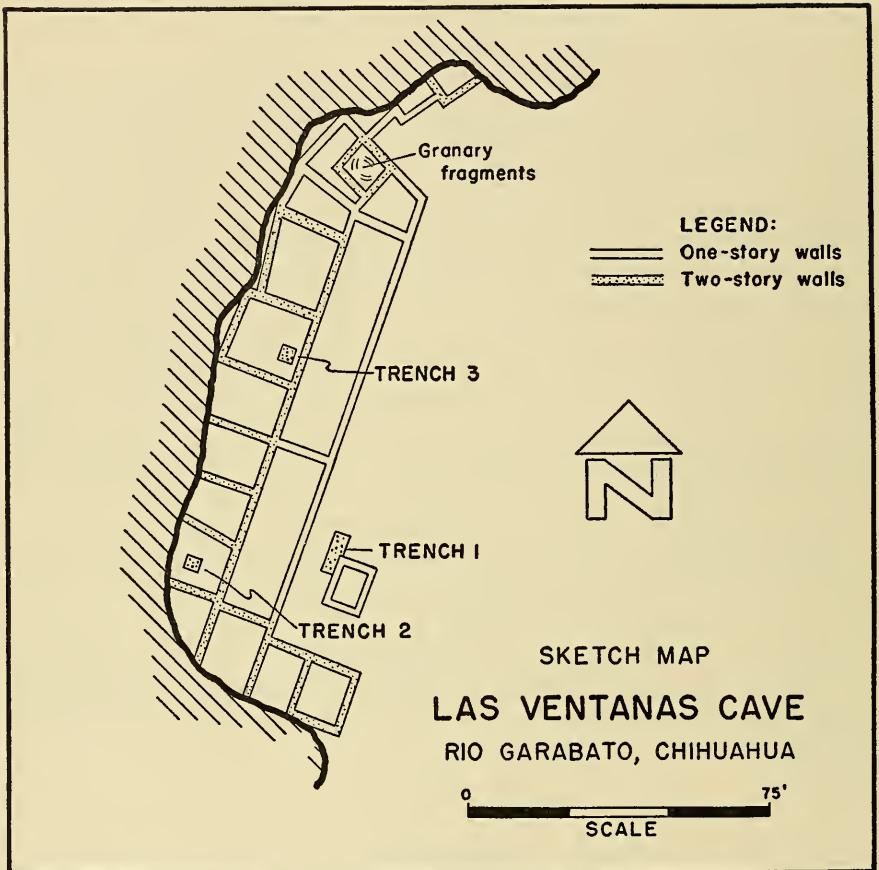 Granary
fragments
LEGEND:
One-story walls
Two-story walls
TRENCH 3
N
TRENCH 1
TRENCH 2
SKETCH MAP
LAS VENTANAS CAVE
RIO GARABATO, CHIHUAHUA
0 75'
SCALE